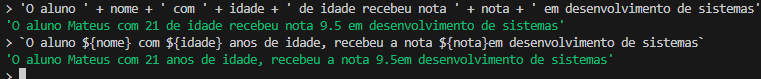 > 'O aluno ' + nome + ' com ' + idade + ' de idade recebeu nota ' + nota + ' em desenvolvimento de sistemas'
'O aluno Mateus com 21 de idade recebeu nota 9.5 em desenvolvimento de sistemas'
> `O aluno ${nome} com ${idade} anos de idade, recebeu a nota ${nota}em desenvolvimento de sistemas`
'O aluno Mateus com 21 anos de idade, recebeu a nota 9.5em desenvolvimento de sistemas'
>